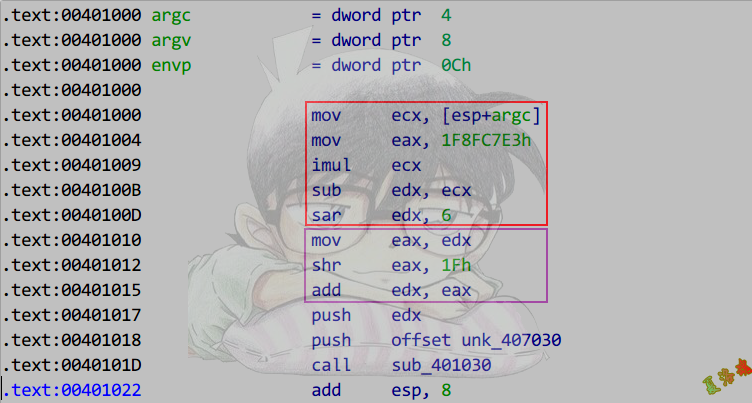 .text:00401000 argc = dword ptr 4
.text:00401000 argv = dword ptr 8
.text:00401000 envp = dword ptr 0Ch
.text:00401000
.text:00401000 mov ecx, [esp+argc]
.text:00401004 mov eax, 1F8FC7E3h
.text:00401009 imul ecx
.text:0040100B sub edx, ecx
.text:0040100D sar edx, 6
.text:00401010 mov eax, edx
.text:00401012 shr eax, 1Fh
.text:00401015 add edx, eax
.text:00401017 push edx
.text:00401018 push offset unk_407030
.text:0040101D call sub_401030
.text:00401022 add esp, 8